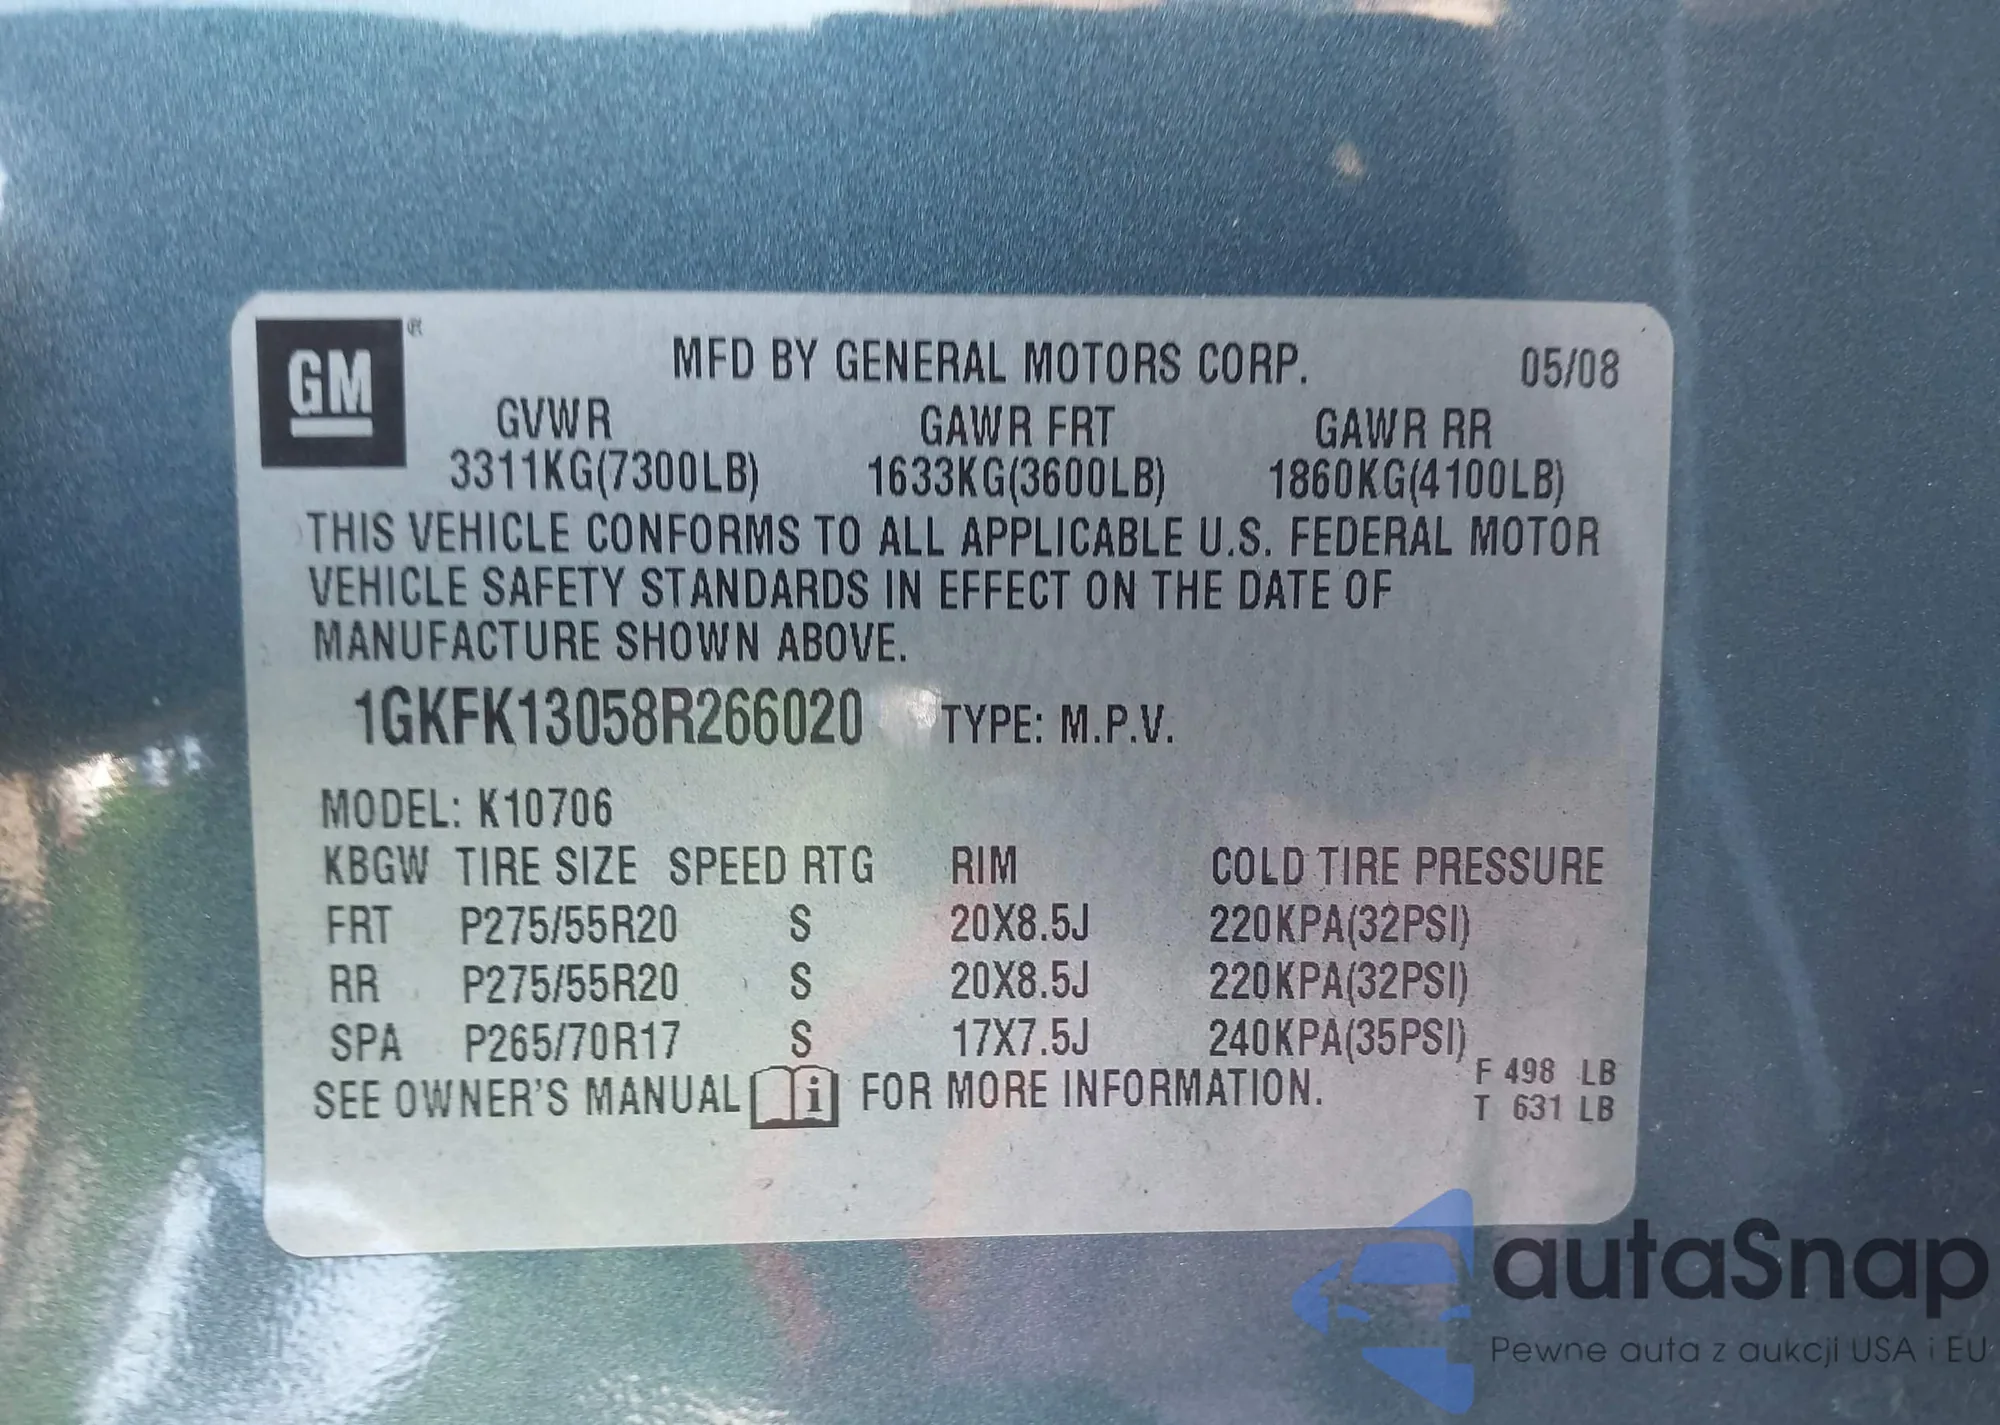 GM ®
MFD BY GENERAL MOTORS CORP. 05/08
GVWR GAWR FRT GAWR RR
3311KG(7300LB) 1633KG(3600LB) 1860KG(4100LB)
THIS VEHICLE CONFORMS TO ALL APPLICABLE U.S. FEDERAL MOTOR
VEHICLE SAFETY STANDARDS IN EFFECT ON THE DATE OF
MANUFACTURE SHOWN ABOVE.
1GKFK13058R266020 TYPE: M.P.V.
MODEL: K10706
KBGW TIRE SIZE SPEED RTG RIM COLD TIRE PRESSURE
FRT P275/55R20 S 20X8.5J 220KPA(32PSI)
RR P275/55R20 S 20X8.5J 220KPA(32PSI)
SPA P265/70R17 S 17X7.5J 240KPA(35PSI)
SEE OWNER'S MANUAL i FOR MORE INFORMATION.
F 498 LB
T 631 LB
autaSnap
Pewne auta z aukcji USA i EU